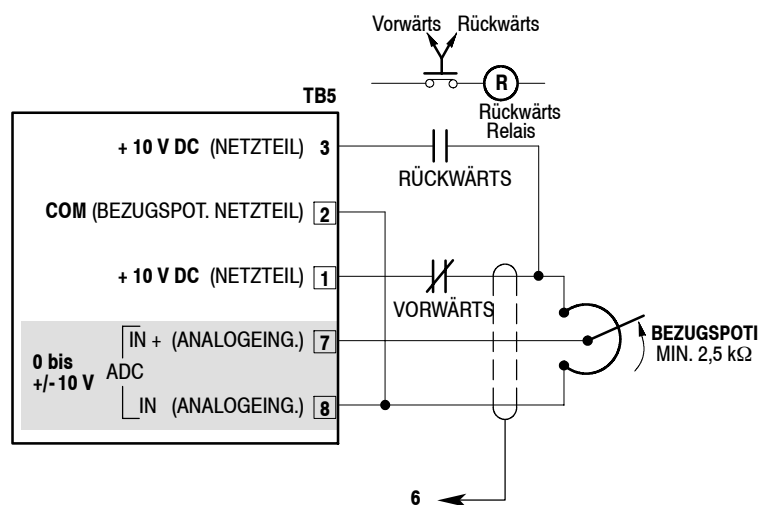 Vorwärts Rückwärts
R
Rückwärts
Relais
TB5
+ 10 V DC (NETZTEIL) 3
RÜCKWÄRTS
COM (BEZUGSPOT. NETZTEIL) 2
+ 10 V DC (NETZTEIL) 1
VORWÄRTS
IN + (ANALOGEING.) 7
0 bis
+/-10 V
ADC
IN (ANALOGEING.) 8
BEZUGSPOTI
MIN. 2,5 kΩ
6